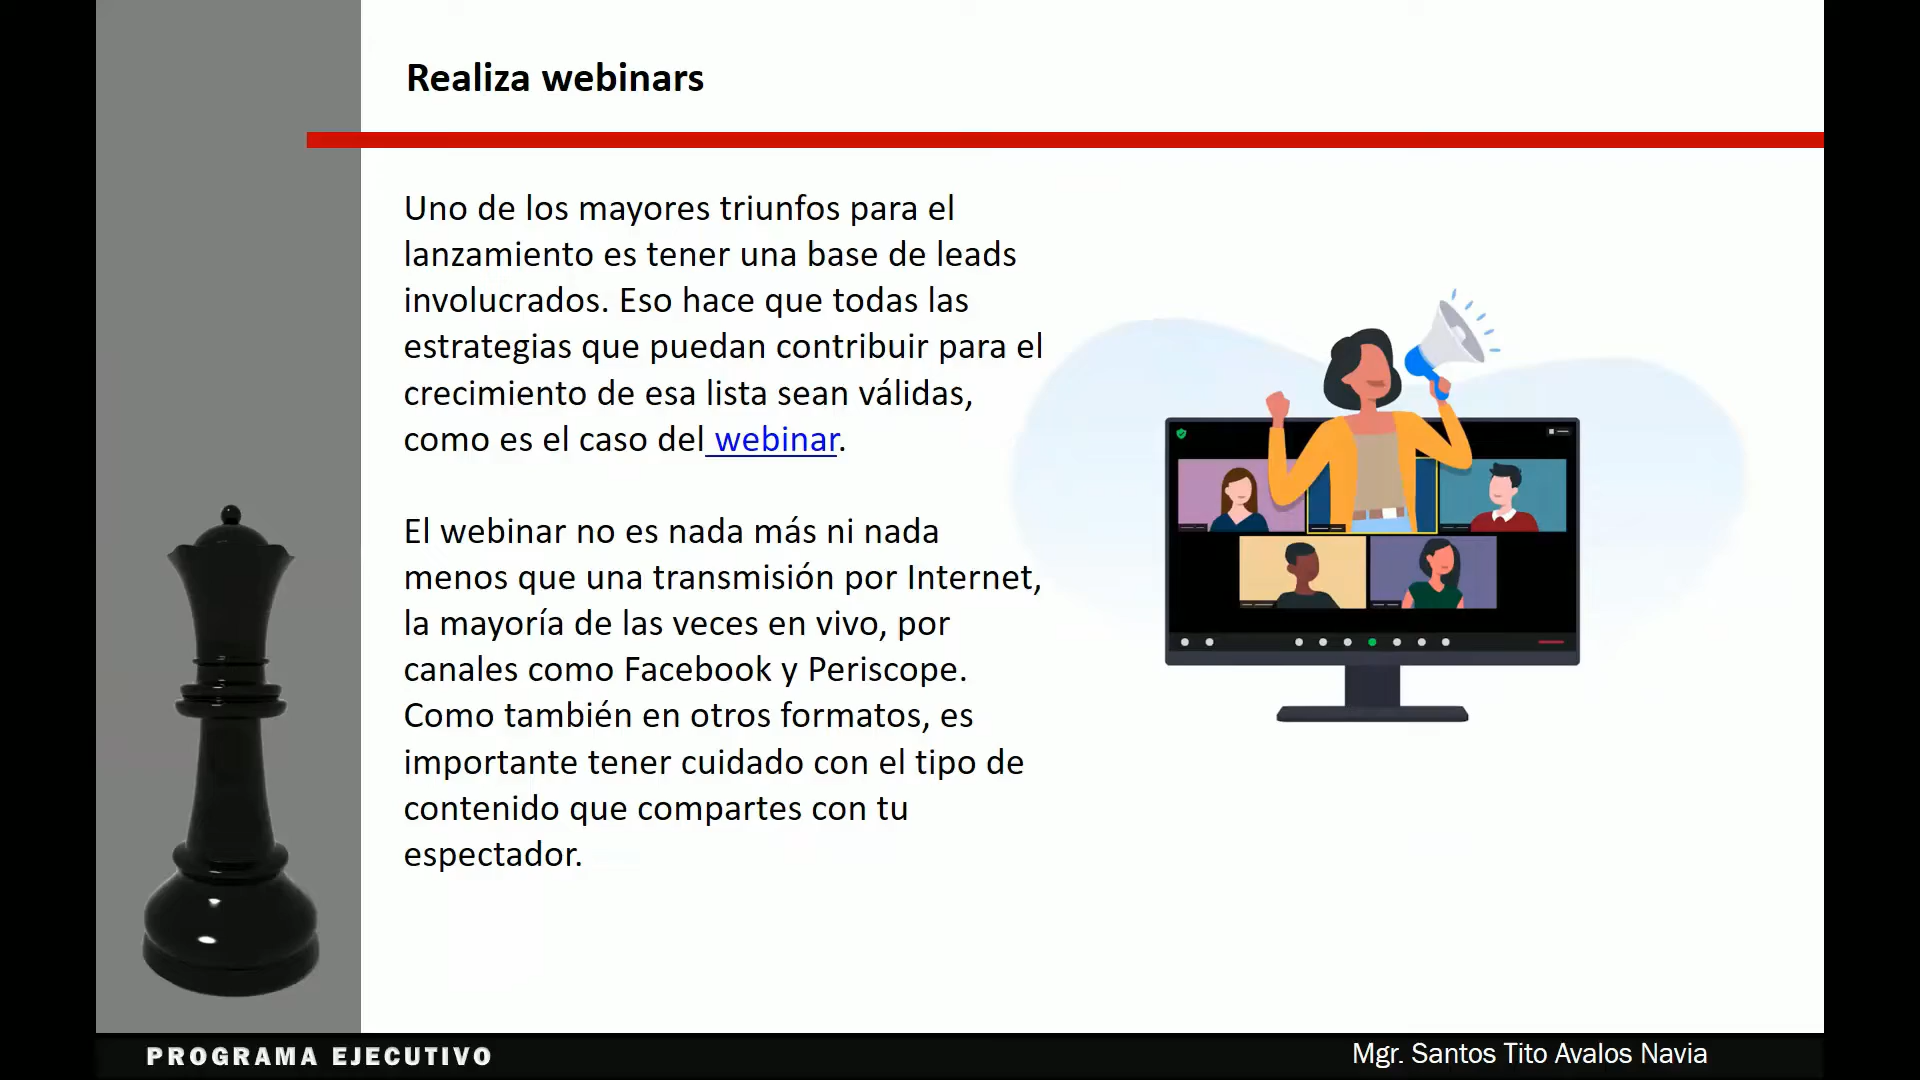 Realiza webinars
Uno de los mayores triunfos para el
lanzamiento es tener una base de leads
involucrados. Eso hace que todas las
estrategias que puedan contribuir para el
crecimiento de esa lista sean válidas,
como es el caso del webinar.
El webinar no es nada más ni nada
menos que una transmisión por Internet,
la mayoría de las veces en vivo, por
canales como Facebook y Periscope.
Como también en otros formatos, es
importante tener cuidado con el tipo de
contenido que compartes con tu
espectador.
PROGRAMA EJECUTIVO
Mgr. Santos Tito Avalos Navia